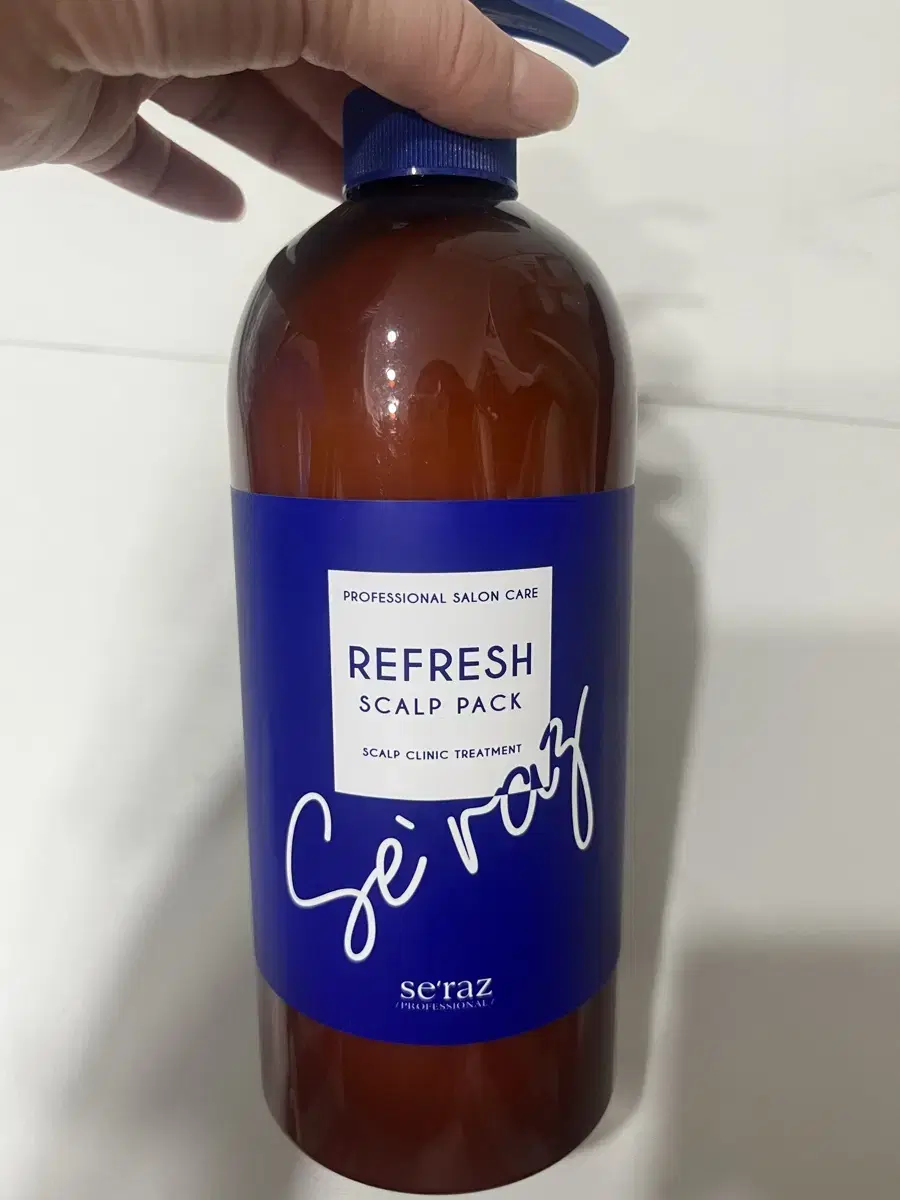 PROFESSIONAL SALON CARE
REFRESH
SCALP PACK
SCALP CLINIC TREATMENT
Sè raz
se'raz
/PROFESSIONAL/